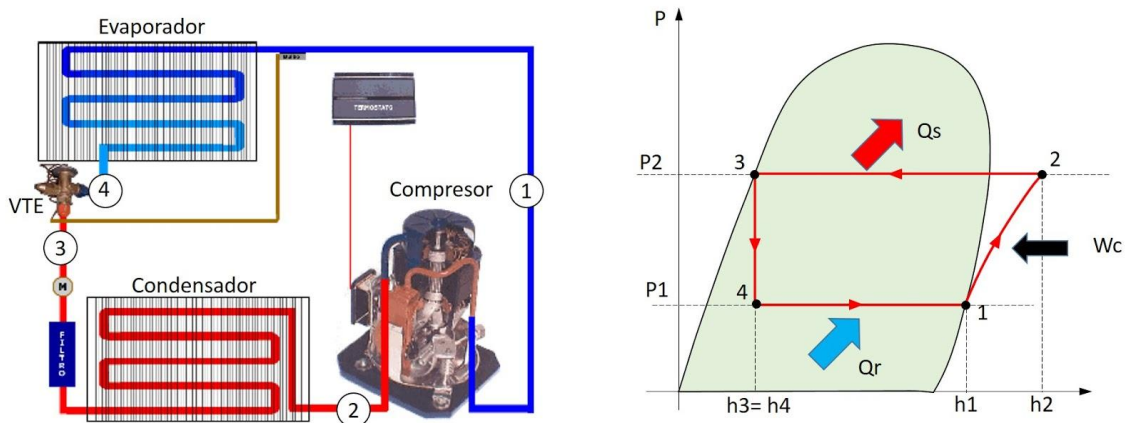 Evaporador
TERMOSTATO
1
4
VTE
Compresor
3
M
Condensador
FILTRO
2
P
Qs
P2
3
2
Wc
P1
4
1
Qr
h3= h4
h1
h2